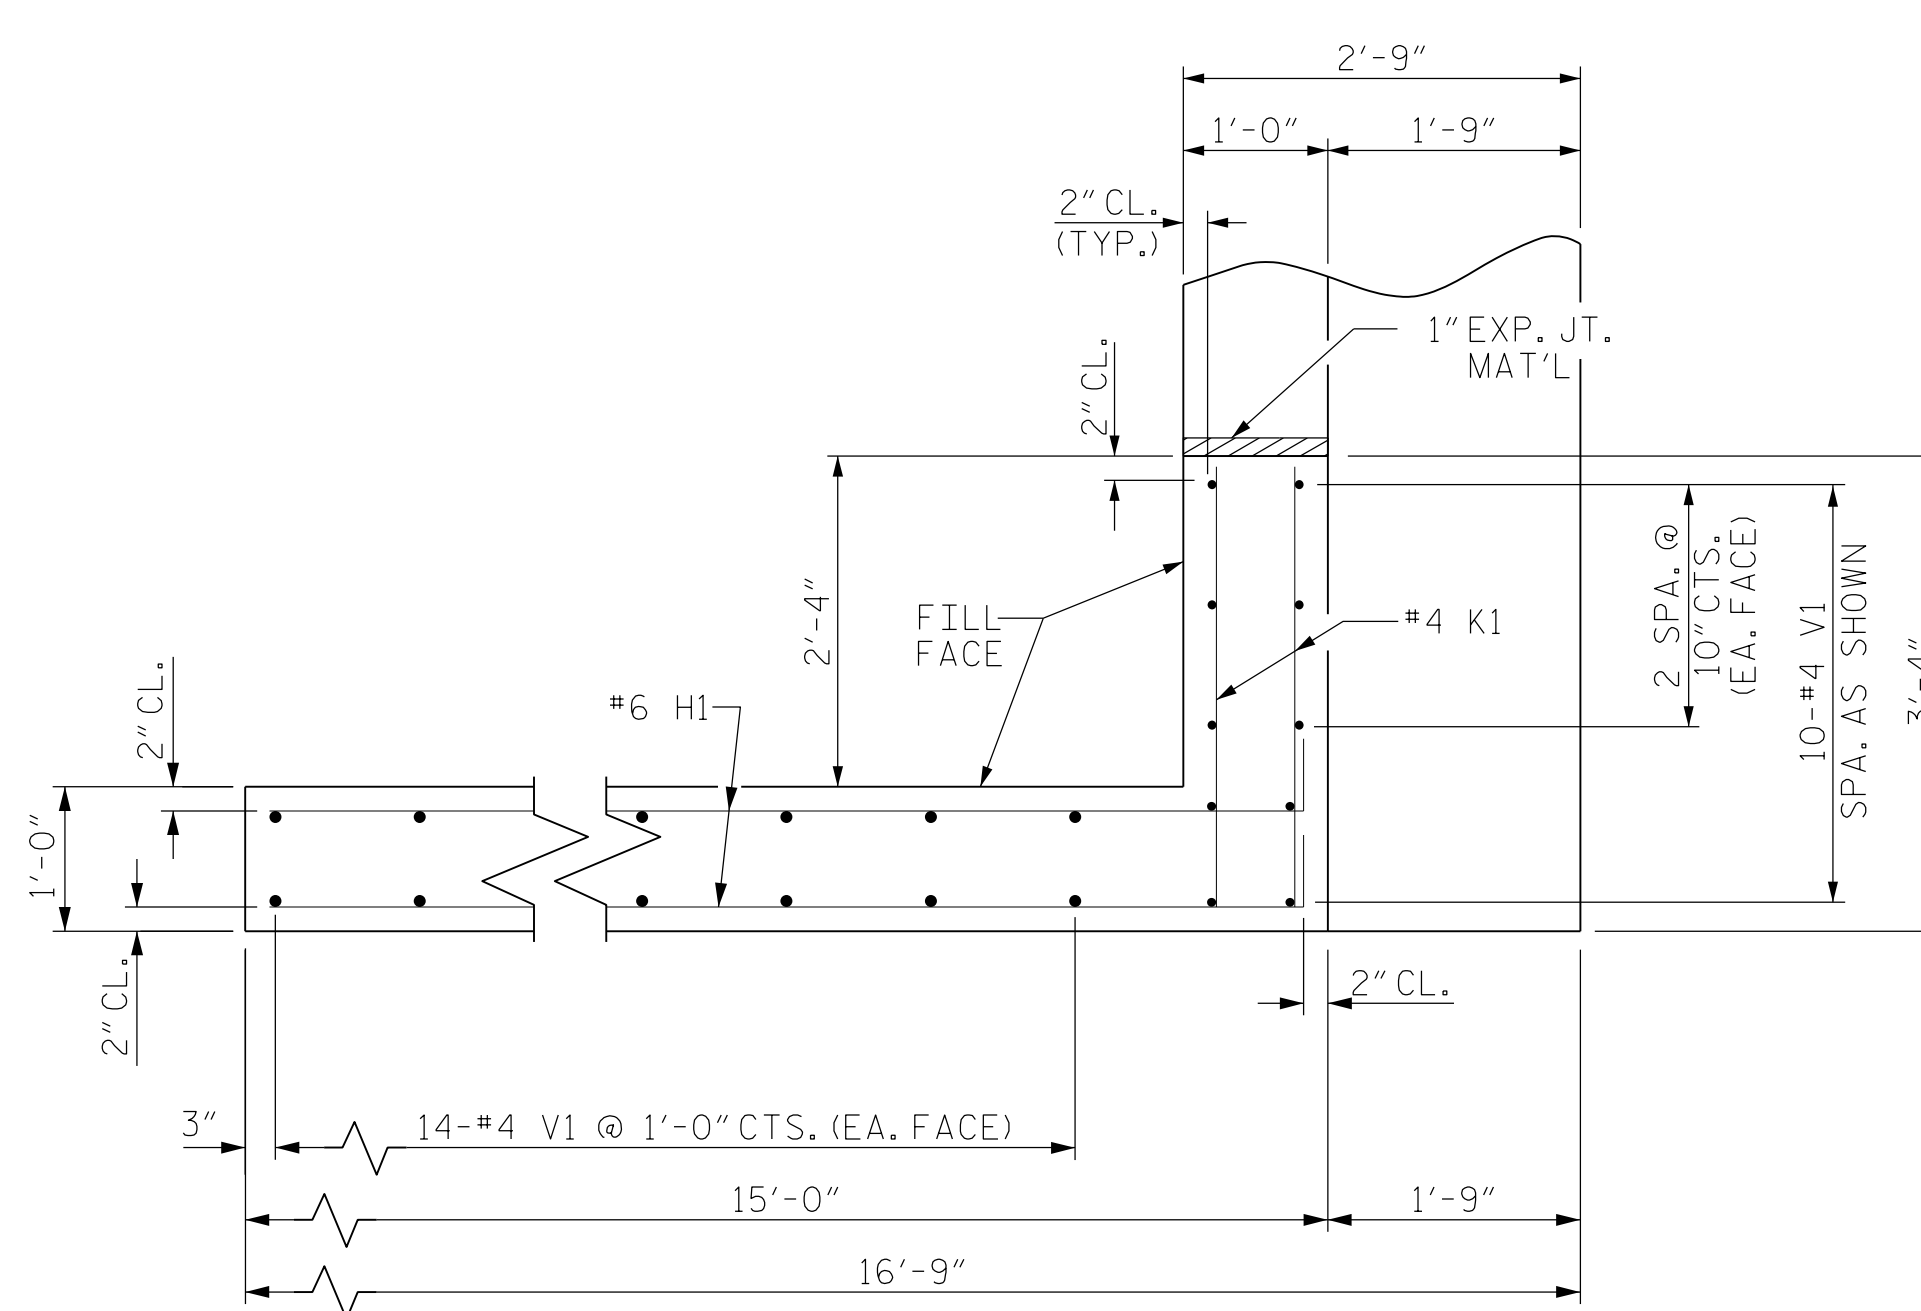 2'-9"
1'-0"
1'-9"
2" CL.
(TYP.)
1" EXP. JT.
MAT'L
2" CL.
2'-4"
FILL
FACE
#4 K1
2 SPA. @
10" CTS.
(EA. FACE)
10-#4 V1
SPA. AS SHOWN
3'-4"
#6 H1
2" CL.
1'-0"
2" CL.
2" CL.
3"
14-#4 V1 @ 1'-0" CTS. (EA. FACE)
15'-0"
1'-9"
16'-9"